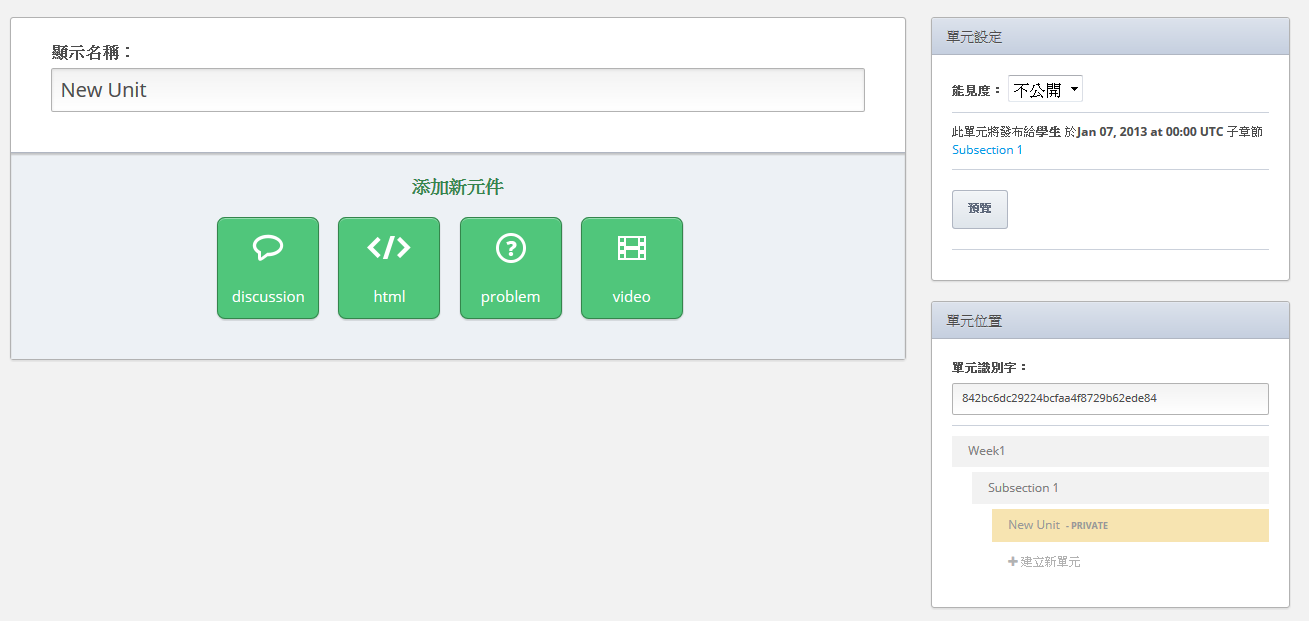 顯示名稱：
New Unit
添加新元件
discussion
html
problem
video
單元設定
能見度： 不公開
此單元將發布給學生 於Jan 07, 2013 at 00:00 UTC 子章節
Subsection 1
預覽
單元位置
單元識別字：
842bc6dc29224bcfaa4f8729b62ede84
Week1
Subsection 1
New Unit - PRIVATE
+ 建立新單元